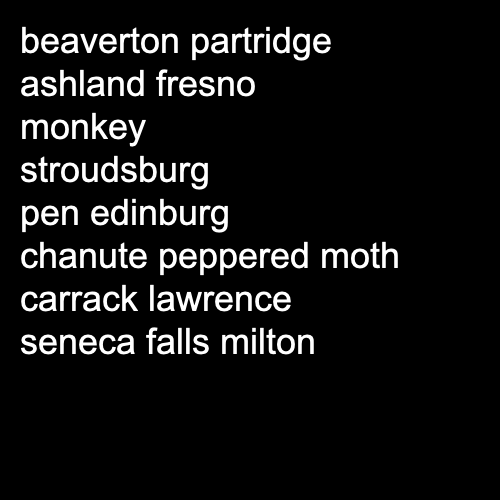 beaverton partridge
ashland fresno
monkey
stroudsburg
pen edinburg
chanute peppered moth
carrack lawrence
seneca falls milton